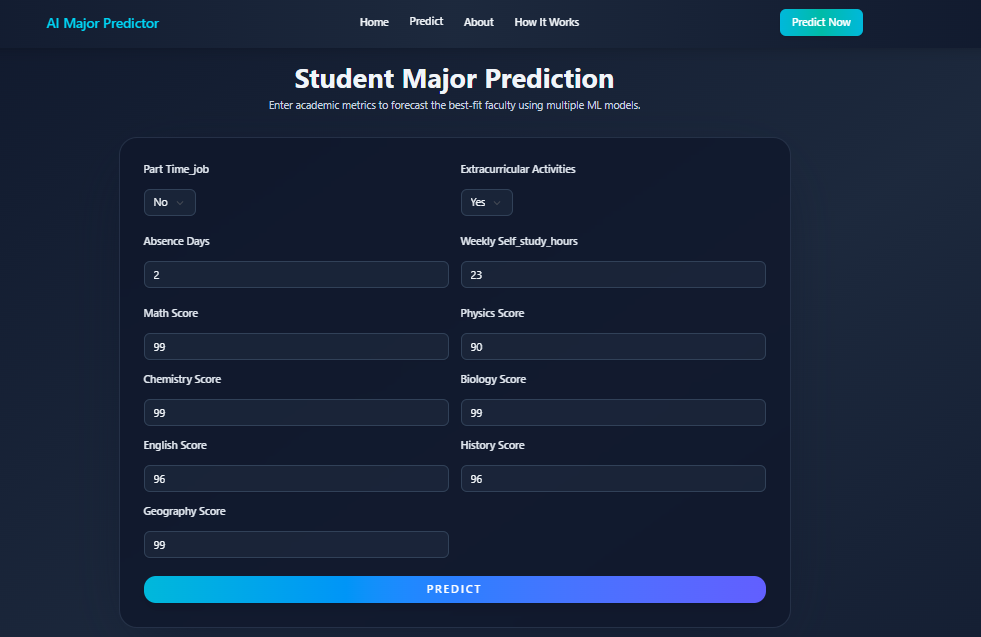 AI Major Predictor
Home Predict About How It Works
Predict Now
Student Major Prediction
Enter academic metrics to forecast the best-fit faculty using multiple ML models.
Part Time_job
Extracurricular Activities
No
Yes
Absence Days
Weekly Self_study_hours
2
23
Math Score
Physics Score
99
90
Chemistry Score
Biology Score
99
99
English Score
History Score
96
96
Geography Score
99
PREDICT